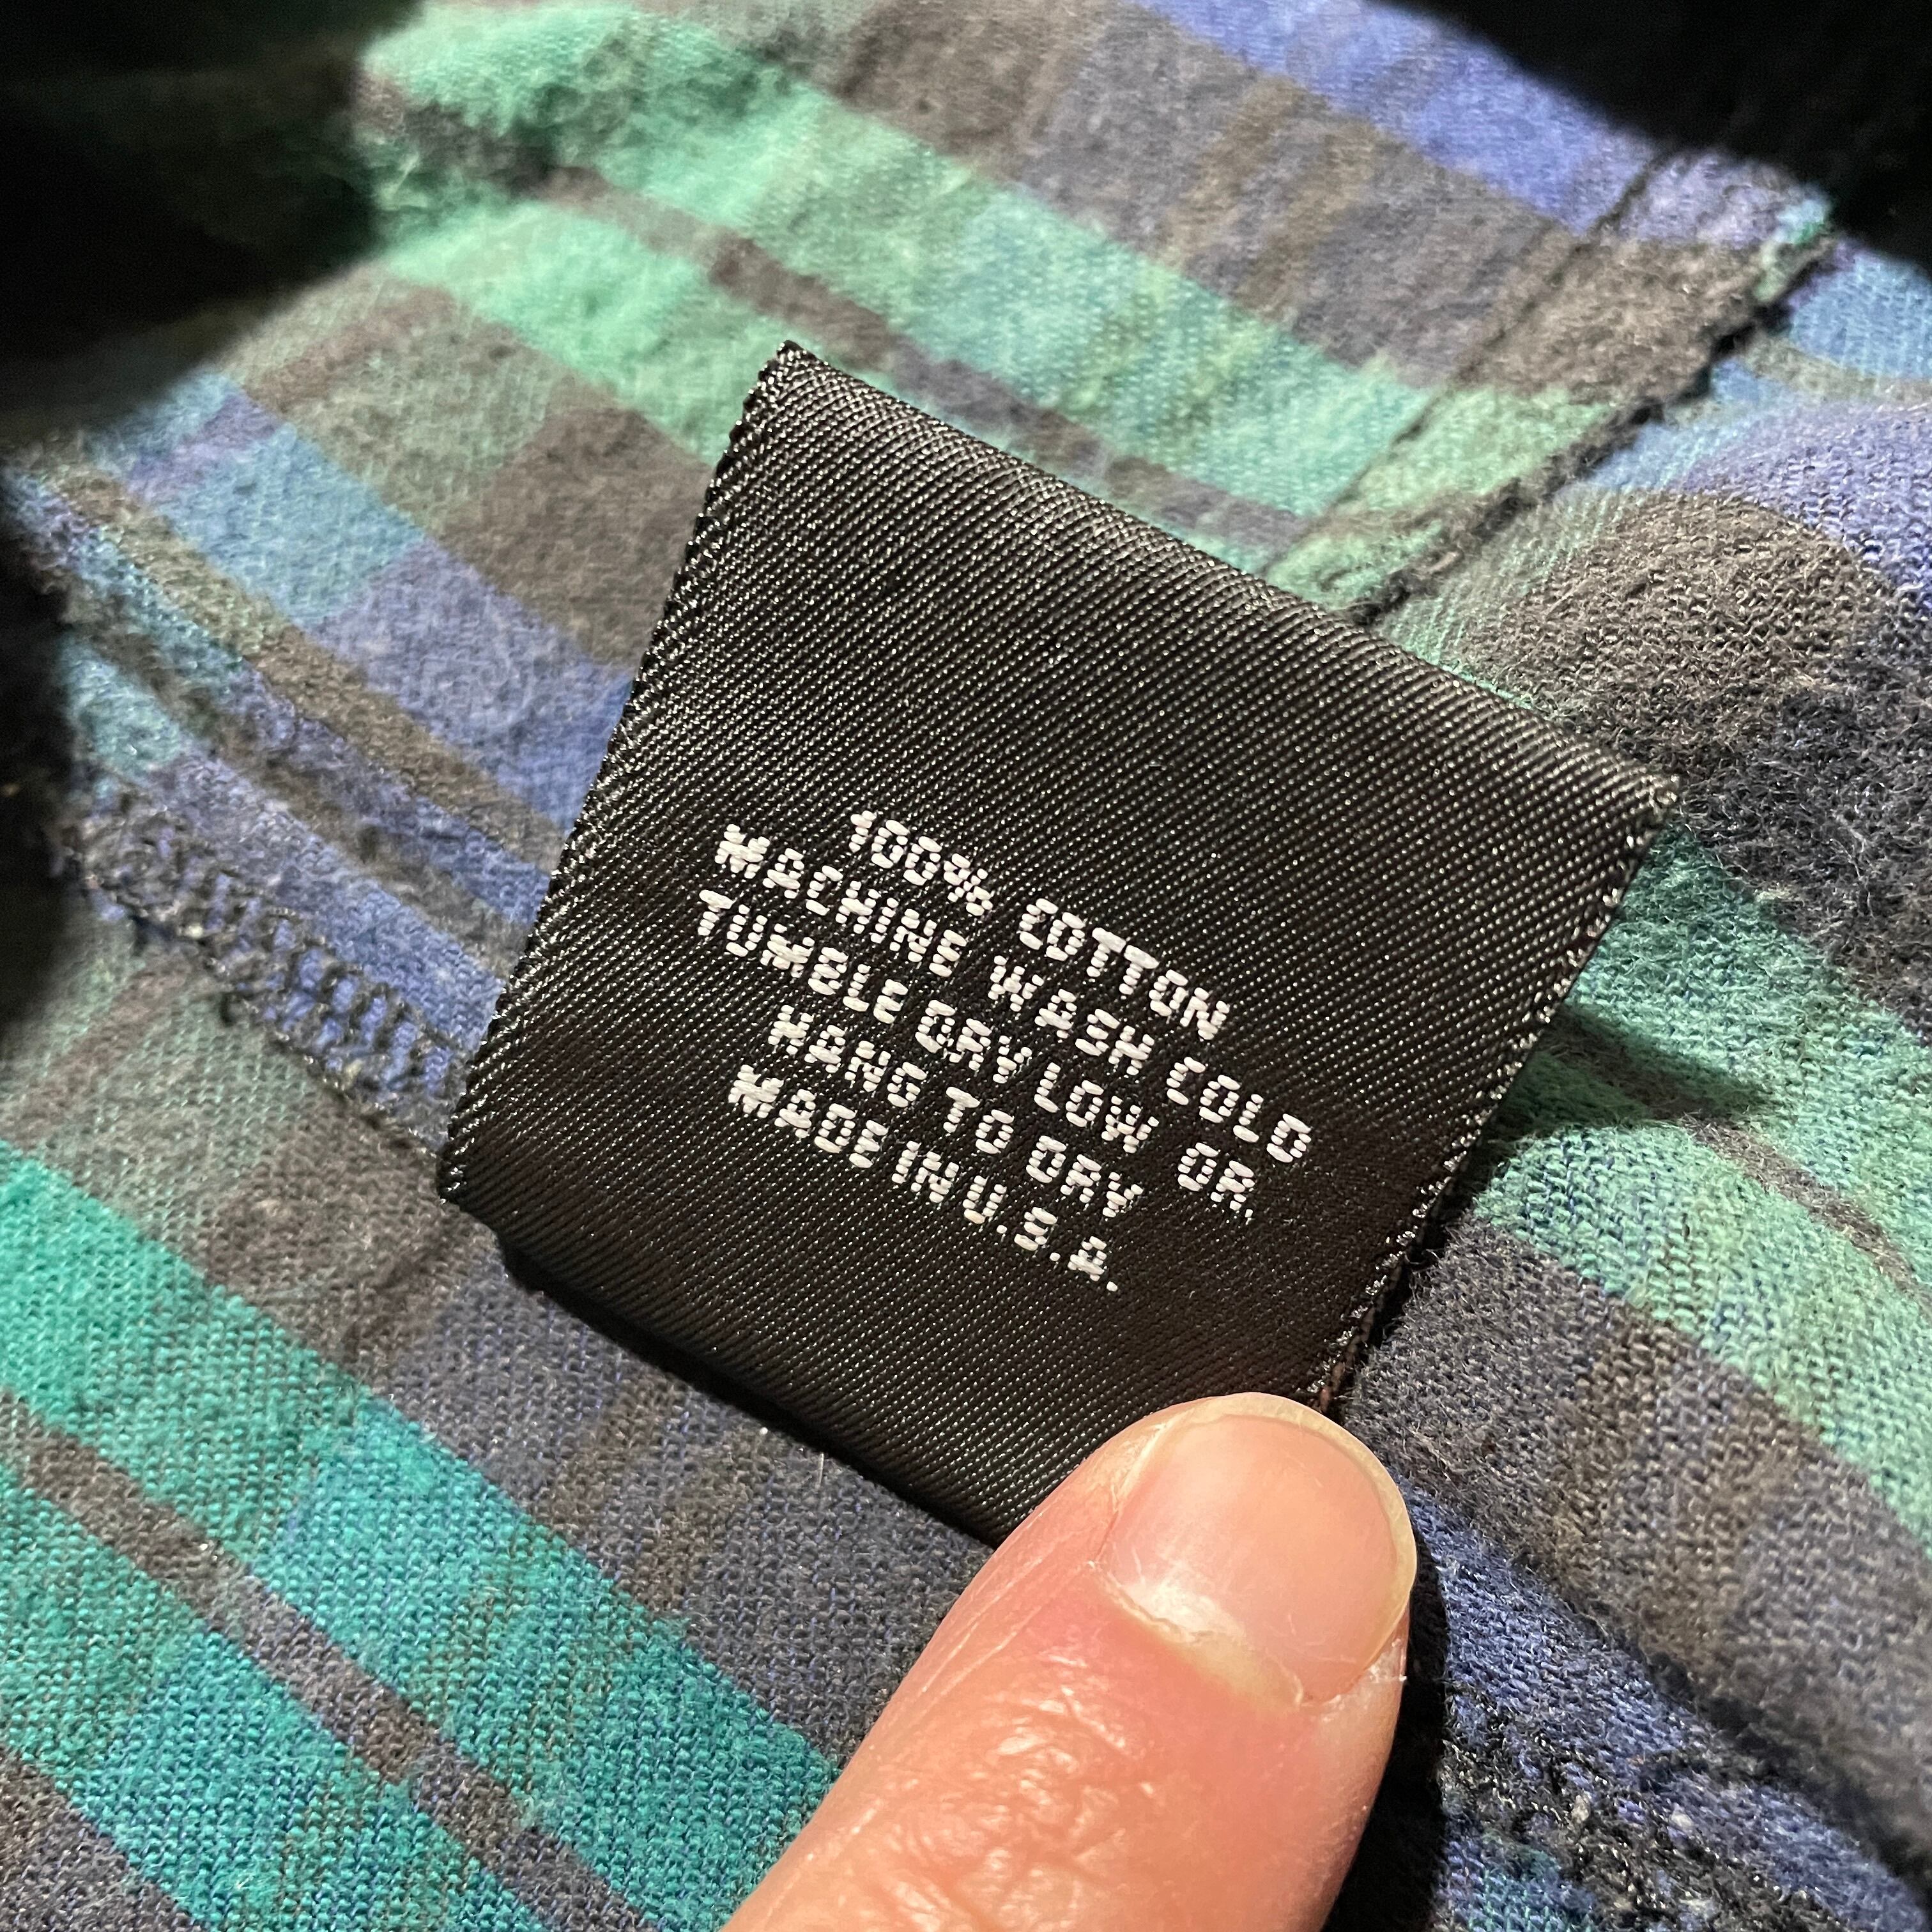 100% COTTON
MACHINE WASH COLD
TUMBLE DRY LOW OR,
HANG TO DRY
MADE IN U.S.A.